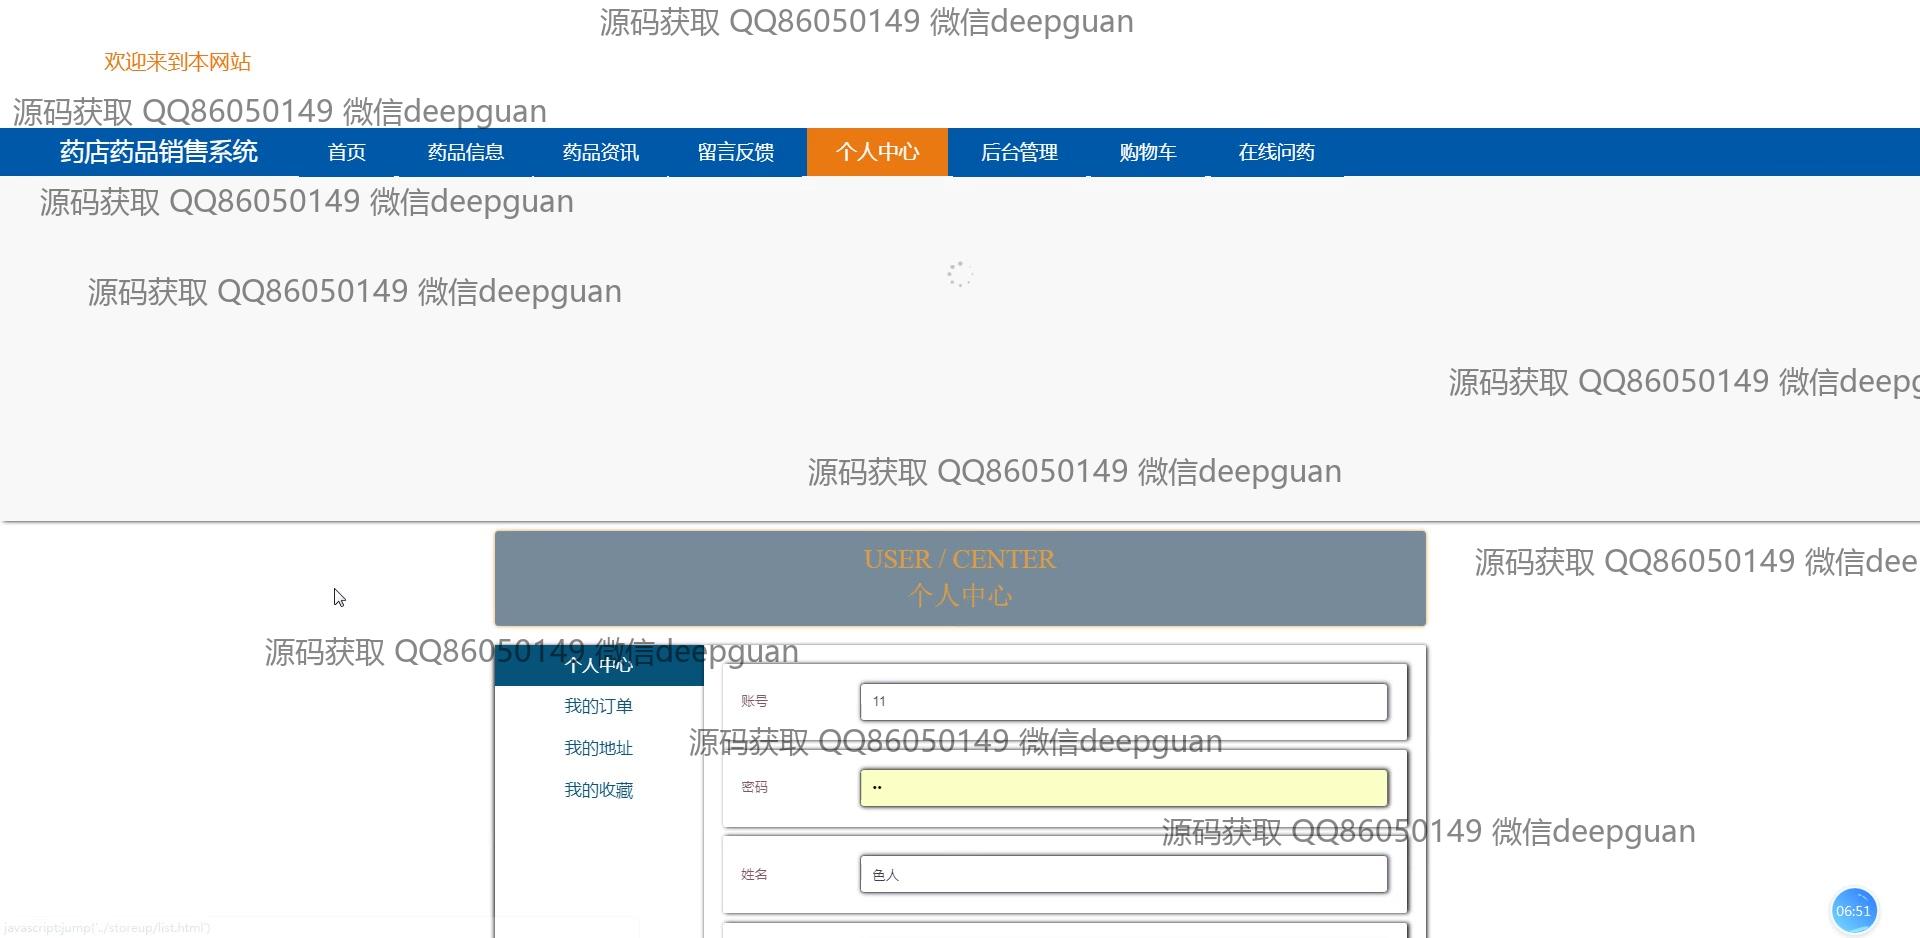 源码获取 QQ86050149 微信deepguan
欢迎来到本网站
源码获取 QQ86050149 微信deepguan
药店药品销售系统 首页 药品信息 药品资讯 留言反馈 个人中心 后台管理 购物车 在线问药
源码获取 QQ86050149 微信deepguan
源码获取 QQ86050149 微信deepguan
源码获取 QQ86050149 微信deepg
源码获取 QQ86050149 微信deepguan
USER / CENTER
个人中心
源码获取 QQ86050149 微信dee
源码获取 QQ86050149 微信deepguan
个人中心
我的订单
我的地址
我的收藏
账号 11
源码获取 QQ86050149 微信deepguan
密码 ••
源码获取 QQ86050149 微信deepguan
姓名 色人
06:51
javascript:jump('../storeup/list.html')